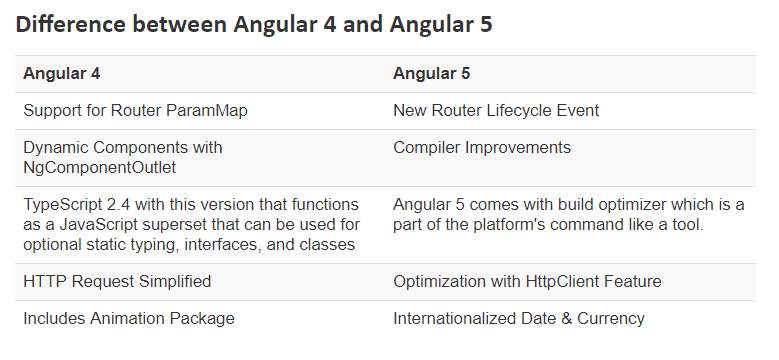 Difference between Angular 4 and Angular 5
Angular 4 Angular 5
Support for Router ParamMap New Router Lifecycle Event
Dynamic Components with Compiler Improvements
NgComponentOutlet
TypeScript 2.4 with this version that functions Angular 5 comes with build optimizer which is a
as a JavaScript superset that can be used for part of the platform's command like a tool.
optional static typing, interfaces, and classes
HTTP Request Simplified Optimization with HttpClient Feature
Includes Animation Package Internationalized Date & Currency